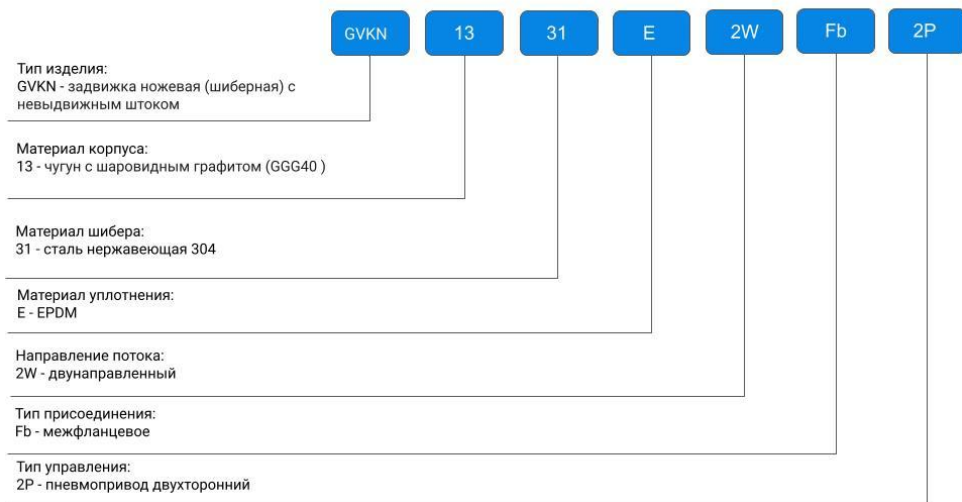 GVKN 13 31 E 2W Fb 2P
Тип изделия:
GVKN - задвижка ножевая (шиберная) с
невыдвижным штоком
Материал корпуса:
13 - чугун с шаровидным графитом (GGG40 )
Материал шибера:
31 - сталь нержавеющая 304
Материал уплотнения:
E - EPDM
Направление потока:
2W - двунаправленный
Тип присоединения:
Fb - межфланцевое
Тип управления:
2P - пневмопривод двухторонний